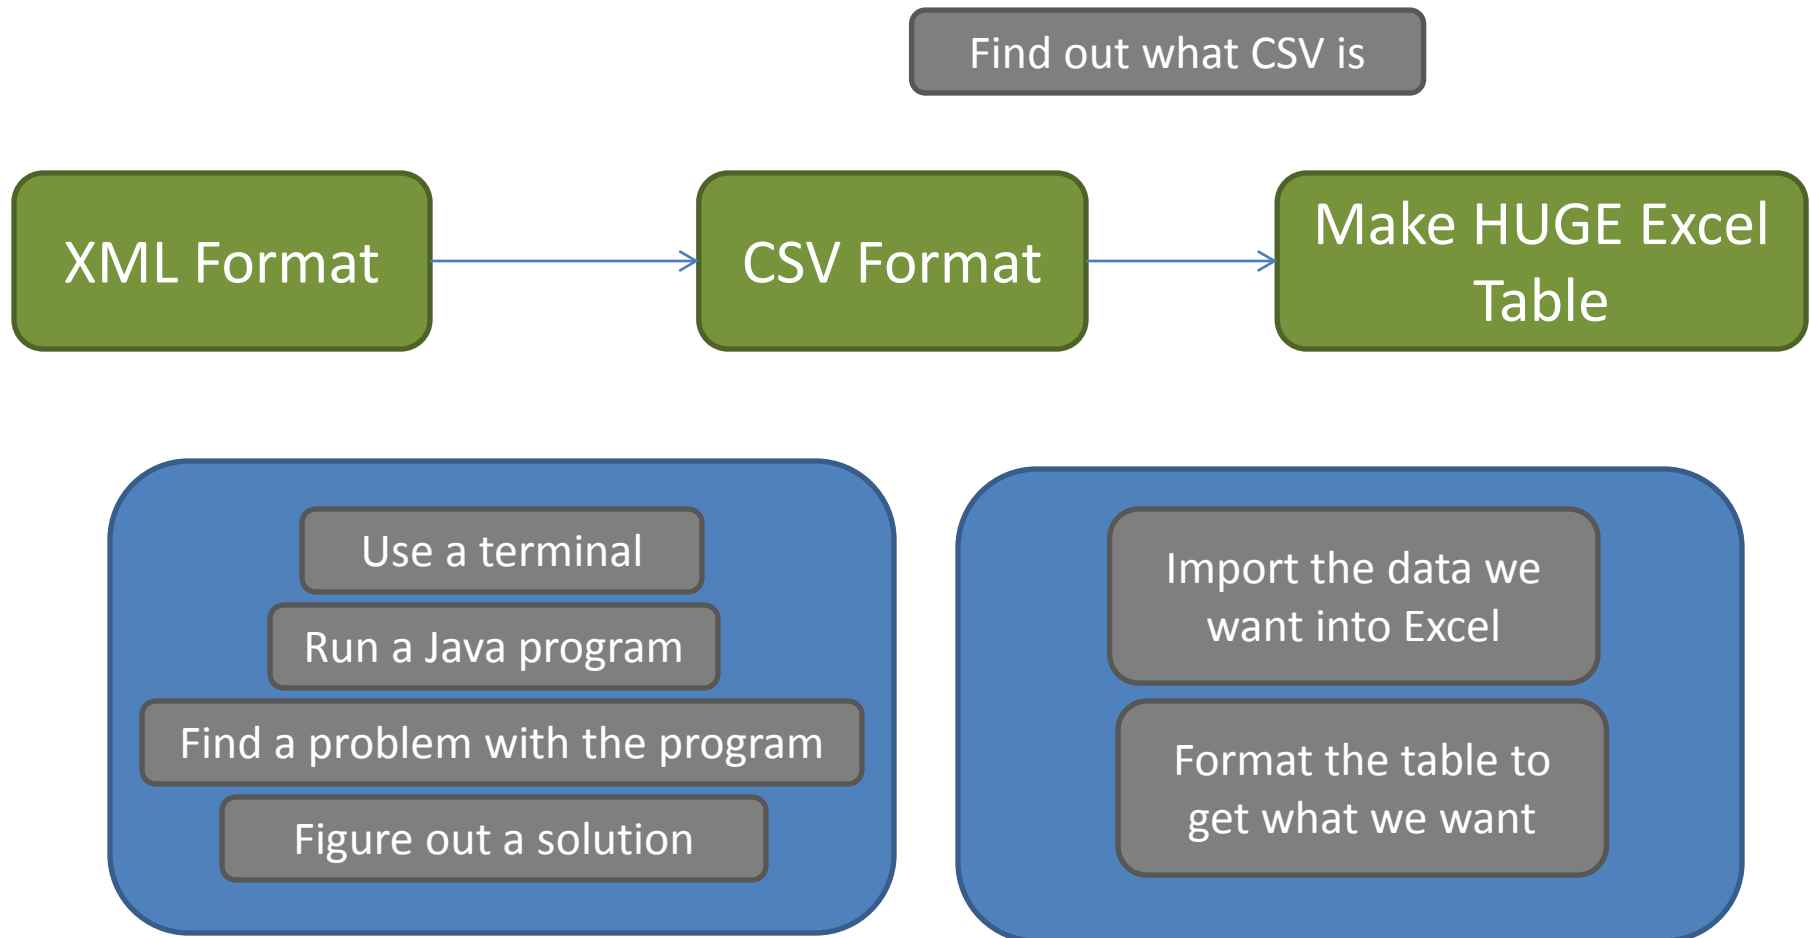 Find out what CSV is
XML Format
CSV Format
Make HUGE Excel
Table
Use a terminal
Run a Java program
Find a problem with the program
Figure out a solution
Import the data we
want into Excel
Format the table to
get what we want